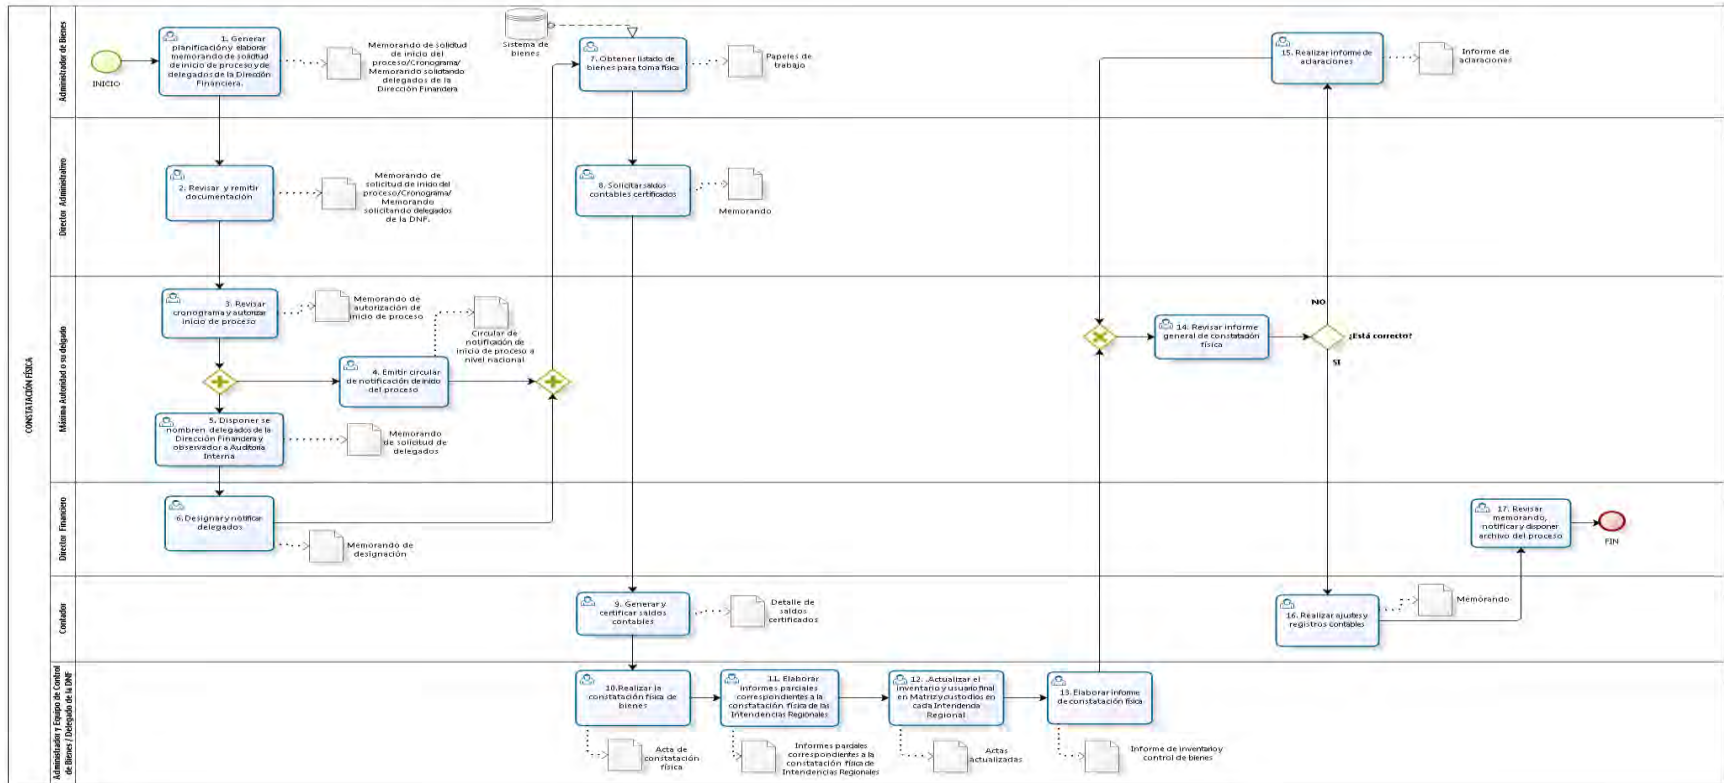 CONSTATACIÓN FÍSICA
Administrador de Bienes
INICIO
1. Generar
planificación y elaborar
memorando de solicitud
de inicio de proceso y de
delegados de la Dirección
Financiera.
Memorando de solicitud
de inicio del
proceso/Cronograma/
Memorando solicitando
delegados de la
Dirección Financiera
Sistema de
bienes
7. Obtener listado de
bienes para toma física
Papeles de
trabajo
15. Realizar informe de
aclaraciones
Informe de
aclaraciones
Director Administrativo
2. Revisar y remitir
documentación
Memorando de
solicitud de inicio del
proceso/Cronograma/
Memorando
solicitando delegados
de la DNF.
8. Solicitar saldos
contables certificados
Memorando
Máxima Autoridad o su delgado
3. Revisar
cronograma y autorizar
inicio de proceso
Memorando de
autorización de
inicio de proceso
Circular de
notificación de
inicio de proceso a
nivel nacional
4. Emitir circular
de notificación de inicio
del proceso
5. Disponer se
nombren delegados de la
Dirección Financiera y
observador a Auditoría
Interna
Memorando
de solicitud de
delegados
14. Revisar informe
general de constatación
física
NO
¿Está correcto?
SI
Director Financiero
6. Designar y notificar
delegados
Memorando de
designación
17. Revisar
memorando,
notificar y disponer
archivo del proceso
FIN
Contador
9. Generar y
certificar saldos
contables
Detalle de
saldos
certificados
16. Realizar ajustes y
registros contables
Memorando
Administrador y Equipo de Control
de Bienes / Delegado de la DNF
10.Realizar la
constatación física de
bienes
Acta de
constatación
física
11. Elaborar
informes parciales
correspondientes a la
constatación física de las
Intendencias Regionales
Informes parciales
correspondientes a la
constatación física de
Intendencias Regionales
12. .Actualizar el
inventario y usuario final
en Matriz y custodios en
cada Intendencia
Regional
Actas
actualizadas
13. Elaborar informe
de constatación física
Informe de inventario y
control de bienes